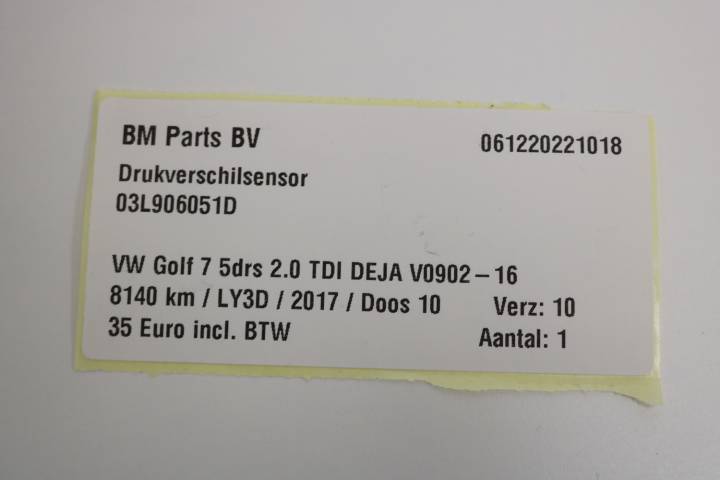 BM Parts BV 061220221018
Drukverschilsensor
03L906051D
VW Golf 7 5drs 2.0 TDI DEJA V0902-16
8140 km / LY3D / 2017 / Doos 10 Verz: 10
35 Euro incl. BTW Aantal: 1